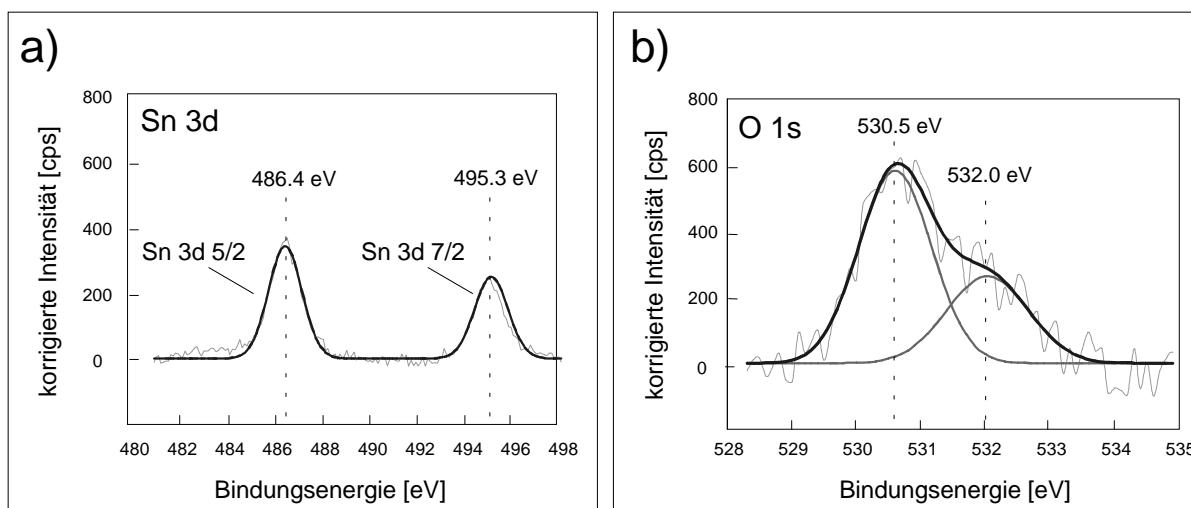 a)
Sn 3d
korrigierte Intensität [cps]
800
600
400
200
0
486.4 eV
495.3 eV
Sn 3d 5/2
Sn 3d 7/2
480 482 484 486 488 490 492 494 496 498
Bindungsenergie [eV]
b)
O 1s
korrigierte Intensität [cps]
800
600
400
200
0
530.5 eV
532.0 eV
528 529 530 531 532 533 534 535
Bindungsenergie [eV]